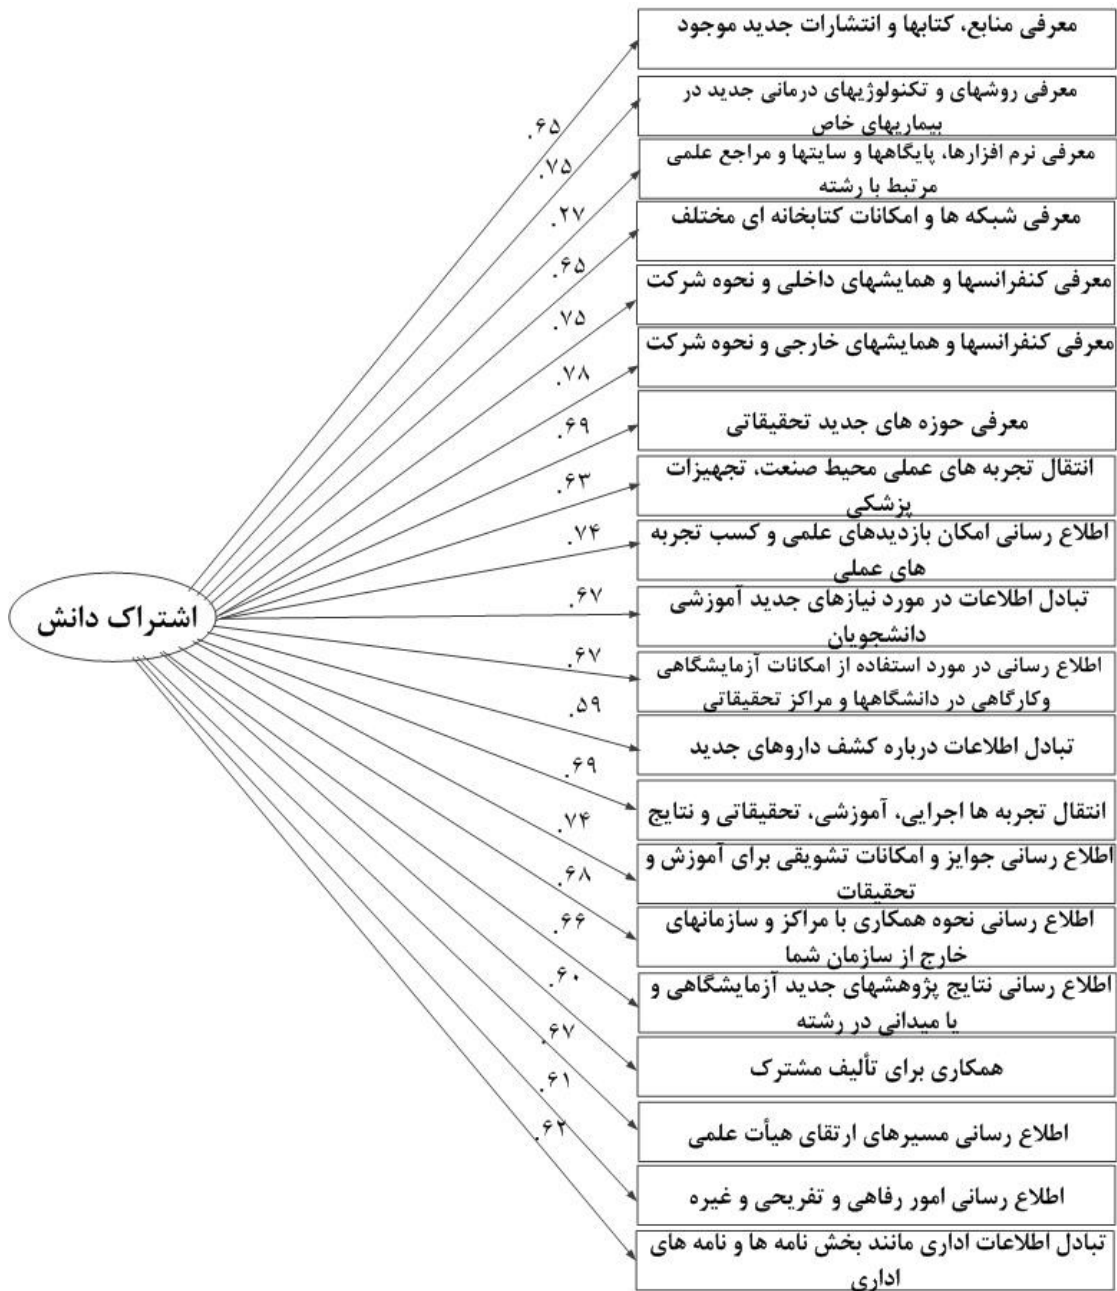 معرفی منابع، کتابها و انتشارات جدید موجود
معرفی روشهای و تکنولوژیهای درمانی جدید در
بیماریهای خاص
معرفی نرم افزارها، پایگاهها و سایتها و مراجع علمی
مرتبط با رشته
معرفی شبکه ها و امکانات کتابخانه ای مختلف
معرفی کنفرانسها و همایشهای داخلی و نحوه شرکت
معرفی کنفرانسها و همایشهای خارجی و نحوه شرکت
معرفی حوزه های جدید تحقیقاتی
انتقال تجربه های عملی محیط صنعت، تجهیزات
پزشکی
اطلاع رسانی امکان بازدیدهای علمی و کسب تجربه
های عملی
تبادل اطلاعات در مورد نیازهای جدید آموزشی
دانشجویان
اطلاع رسانی در مورد استفاده از امکانات آزمایشگاهی
وکارگاهی در دانشگاهها و مراکز تحقیقاتی
تبادل اطلاعات درباره کشف داروهای جدید
انتقال تجربه ها اجرایی، آموزشی، تحقیقاتی و نتایج
اطلاع رسانی جوایز و امکانات تشویقی برای آموزش و
تحقیقات
اطلاع رسانی نحوه همکاری با مراکز و سازمانهای
خارج از سازمان شما
اطلاع رسانی نتایج پژوهشهای جدید آزمایشگاهی و
یا میدانی در رشته
همکاری برای تألیف مشترک
اطلاع رسانی مسیرهای ارتقای هیأت علمی
اطلاع رسانی امور رفاهی و تفریحی و غیره
تبادل اطلاعات اداری مانند بخش نامه ها و نامه های
اداری
.۶۵
.۷۵
.۲۷
.۶۵
.۷۵
.۷۸
.۶۹
.۶۳
.۷۴
.۶۷
.۶۷
.۵۹
.۶۹
.۷۴
.۶۸
.۶۶
.۶۰
.۶۷
.۶۱
.۶۲
اشتراک دانش